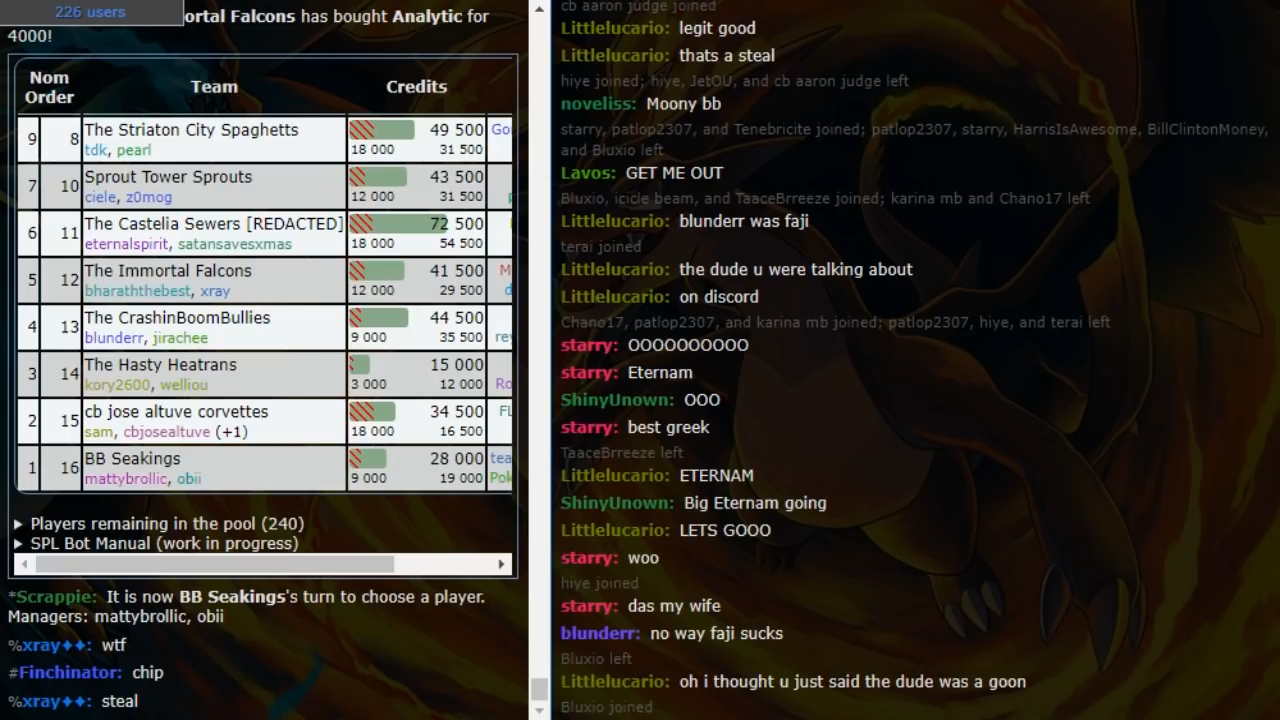 226 users
ortal Falcons has bought Analytic for
4000!
Nom Order Team Credits
9 8 The Striaton City Spaghetts 49 500 Go
tdk, pearl 18 000 31 500
7 10 Sprout Tower Sprouts 43 500
ciele, z0mog 12 000 31 500 p
6 11 The Castelia Sewers [REDACTED] 72 500
eternalspirit, satansavesxmas 18 000 54 500
5 12 The Immortal Falcons 41 500 M
bharaththebest, xray 12 000 29 500 d
4 13 The CrashinBoomBullies 44 500
blunderr, jirachee 9 000 35 500 rey
3 14 The Hasty Heatrans 15 000
kory2600, welliou 3 000 12 000 Ro
2 15 cb jose altuve corvettes 34 500 FL
sam, cbjosealtuve (+1) 18 000 16 500
1 16 BB Seakings 28 000 tea
mattybrollic, obii 9 000 19 000 Pok
▶ Players remaining in the pool (240)
▶ SPL Bot Manual (work in progress)
*Scrappie: It is now BB Seakings's turn to choose a player.
Managers: mattybrollic, obii
%xray✦✦: wtf
#Finchinator: chip
%xray✦✦: steal
cb aaron judge joined
Littlelucario: legit good
Littlelucario: thats a steal
hiye joined; hiye, JetOU, and cb aaron judge left
noveliss: Moony bb
starry, patlop2307, and Tenebricite joined; patlop2307, starry, HarrisIsAwesome, BillClintonMoney,
and Bluxio left
Lavos: GET ME OUT
Bluxio, icicle beam, and TaaceBrreeze joined; karina mb and Chano17 left
Littlelucario: blunderr was faji
terai joined
Littlelucario: the dude u were talking about
Littlelucario: on discord
Chano17, patlop2307, and karina mb joined; patlop2307, hiye, and terai left
starry: OOOOOOOOOO
starry: Eternam
ShinyUnown: OOO
starry: best greek
TaaceBrreeze left
Littlelucario: ETERNAM
ShinyUnown: Big Eternam going
Littlelucario: LETS GOOO
starry: woo
hiye joined
starry: das my wife
blunderr: no way faji sucks
Bluxio left
Littlelucario: oh i thought u just said the dude was a goon
Bluxio joined